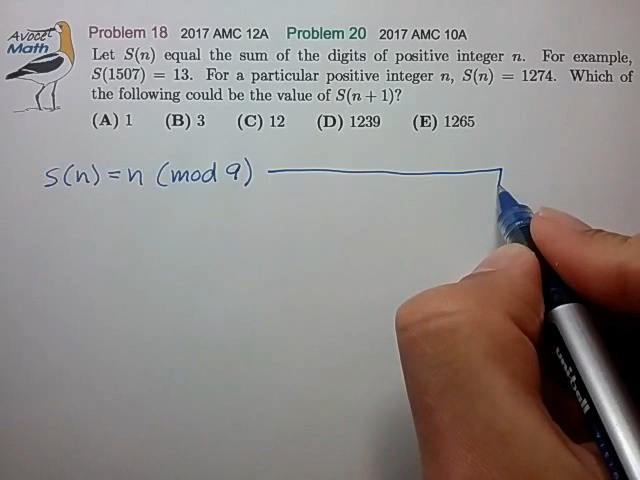 Avocet
Math
Problem 18 2017 AMC 12A Problem 20 2017 AMC 10A
Let S(n) equal the sum of the digits of positive integer n. For example,
S(1507) = 13. For a particular positive integer n, S(n) = 1274. Which of
the following could be the value of S(n + 1)?
(A) 1 (B) 3 (C) 12 (D) 1239 (E) 1265
S(n) = n (mod 9)
uni-ball